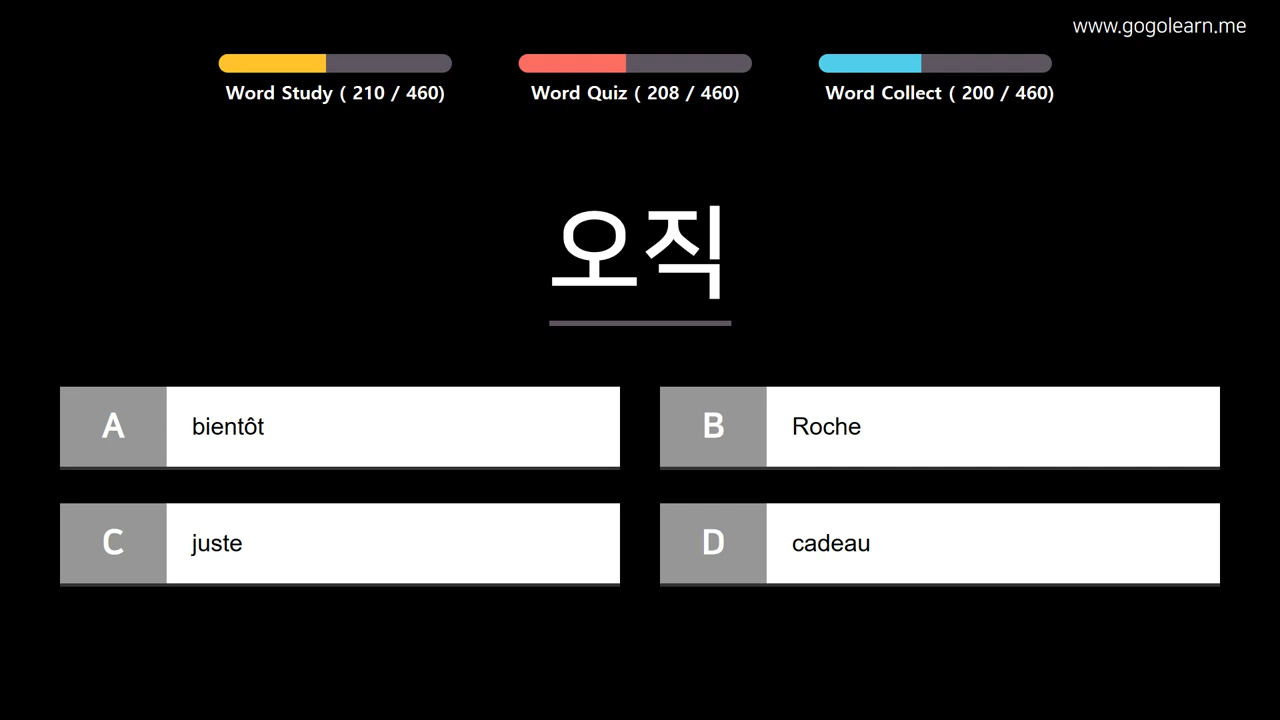 www.gogolearn.me
Word Study ( 210 / 460)
Word Quiz ( 208 / 460)
Word Collect ( 200 / 460)
오직
A bientôt
B Roche
C juste
D cadeau